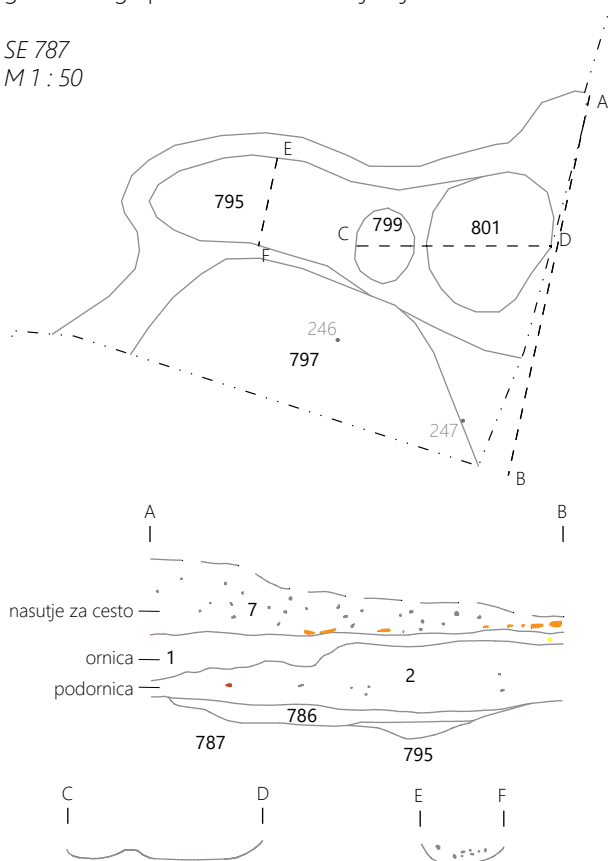 SE 787
M 1 : 50
A
E
795
799
801
C
D
F
246
797
247
B
A
B
nasutje za cesto
7
ornica
1
podornica
2
786
787
795
C
D
E
F